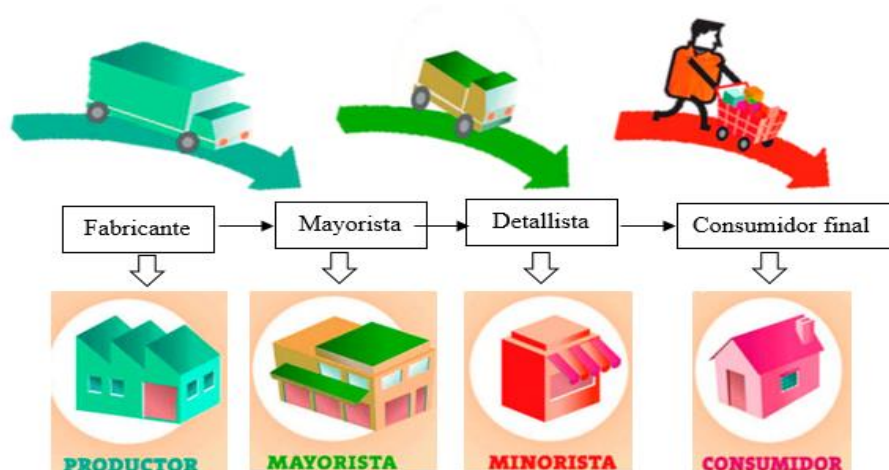 Fabricante
Mayorista
Detallista
Consumidor final
PRODUCTOR
MAYORISTA
MINORISTA
CONSUMIDOR